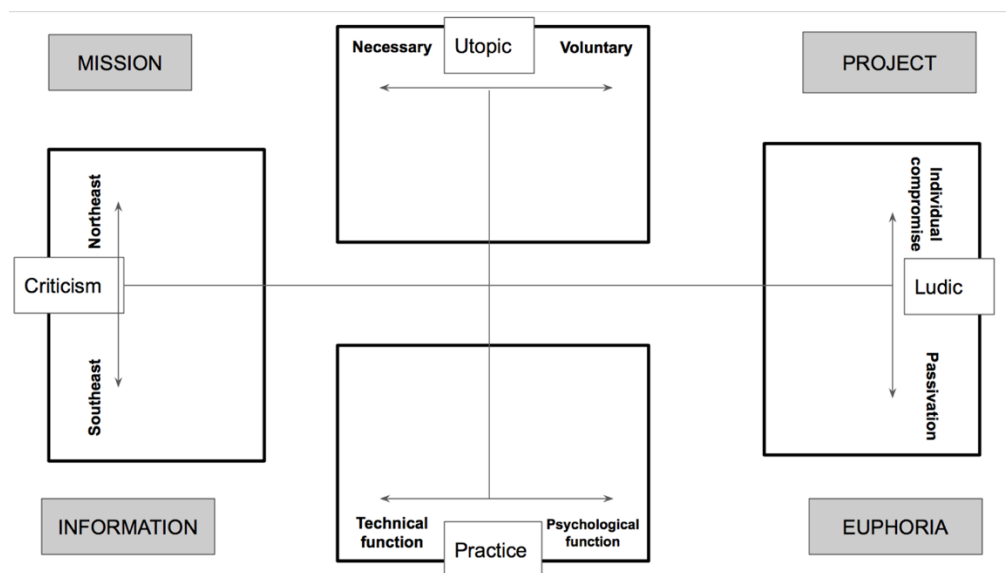 MISSION
Necessary
Utopic
Voluntary
PROJECT
Northeast
Criticism
Southeast
Individual
compromise
Ludic
Passivation
INFORMATION
Technical
function
Practice
Psychological
function
EUPHORIA